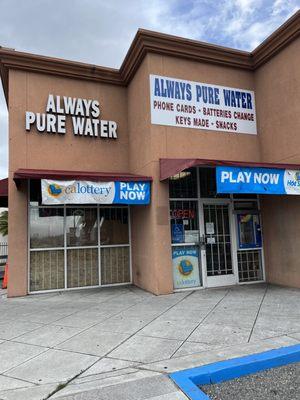 ALWAYS
PURE WATER
ALWAYS PURE WATER
PHONE CARDS • BATTERIES CHANGE
KEYS MADE • SNACKS
calottery
PLAY
NOW
PLAY NOW
OPEN
PLAY NOW
calottery